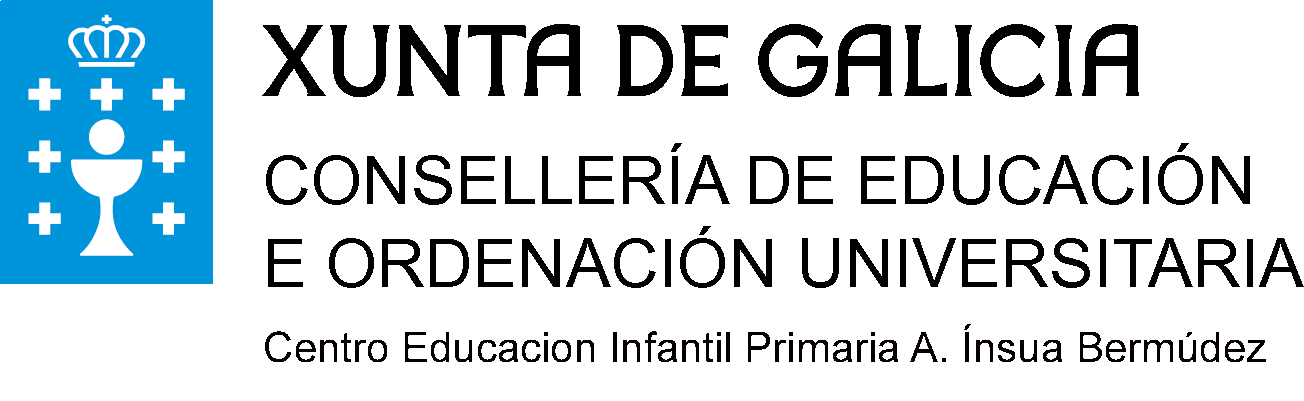 XUNTA DE GALICIA
CONSELLERÍA DE EDUCACIÓN
E ORDENACIÓN UNIVERSITARIA
Centro Educacion Infantil Primaria A. Ínsua Bermúdez